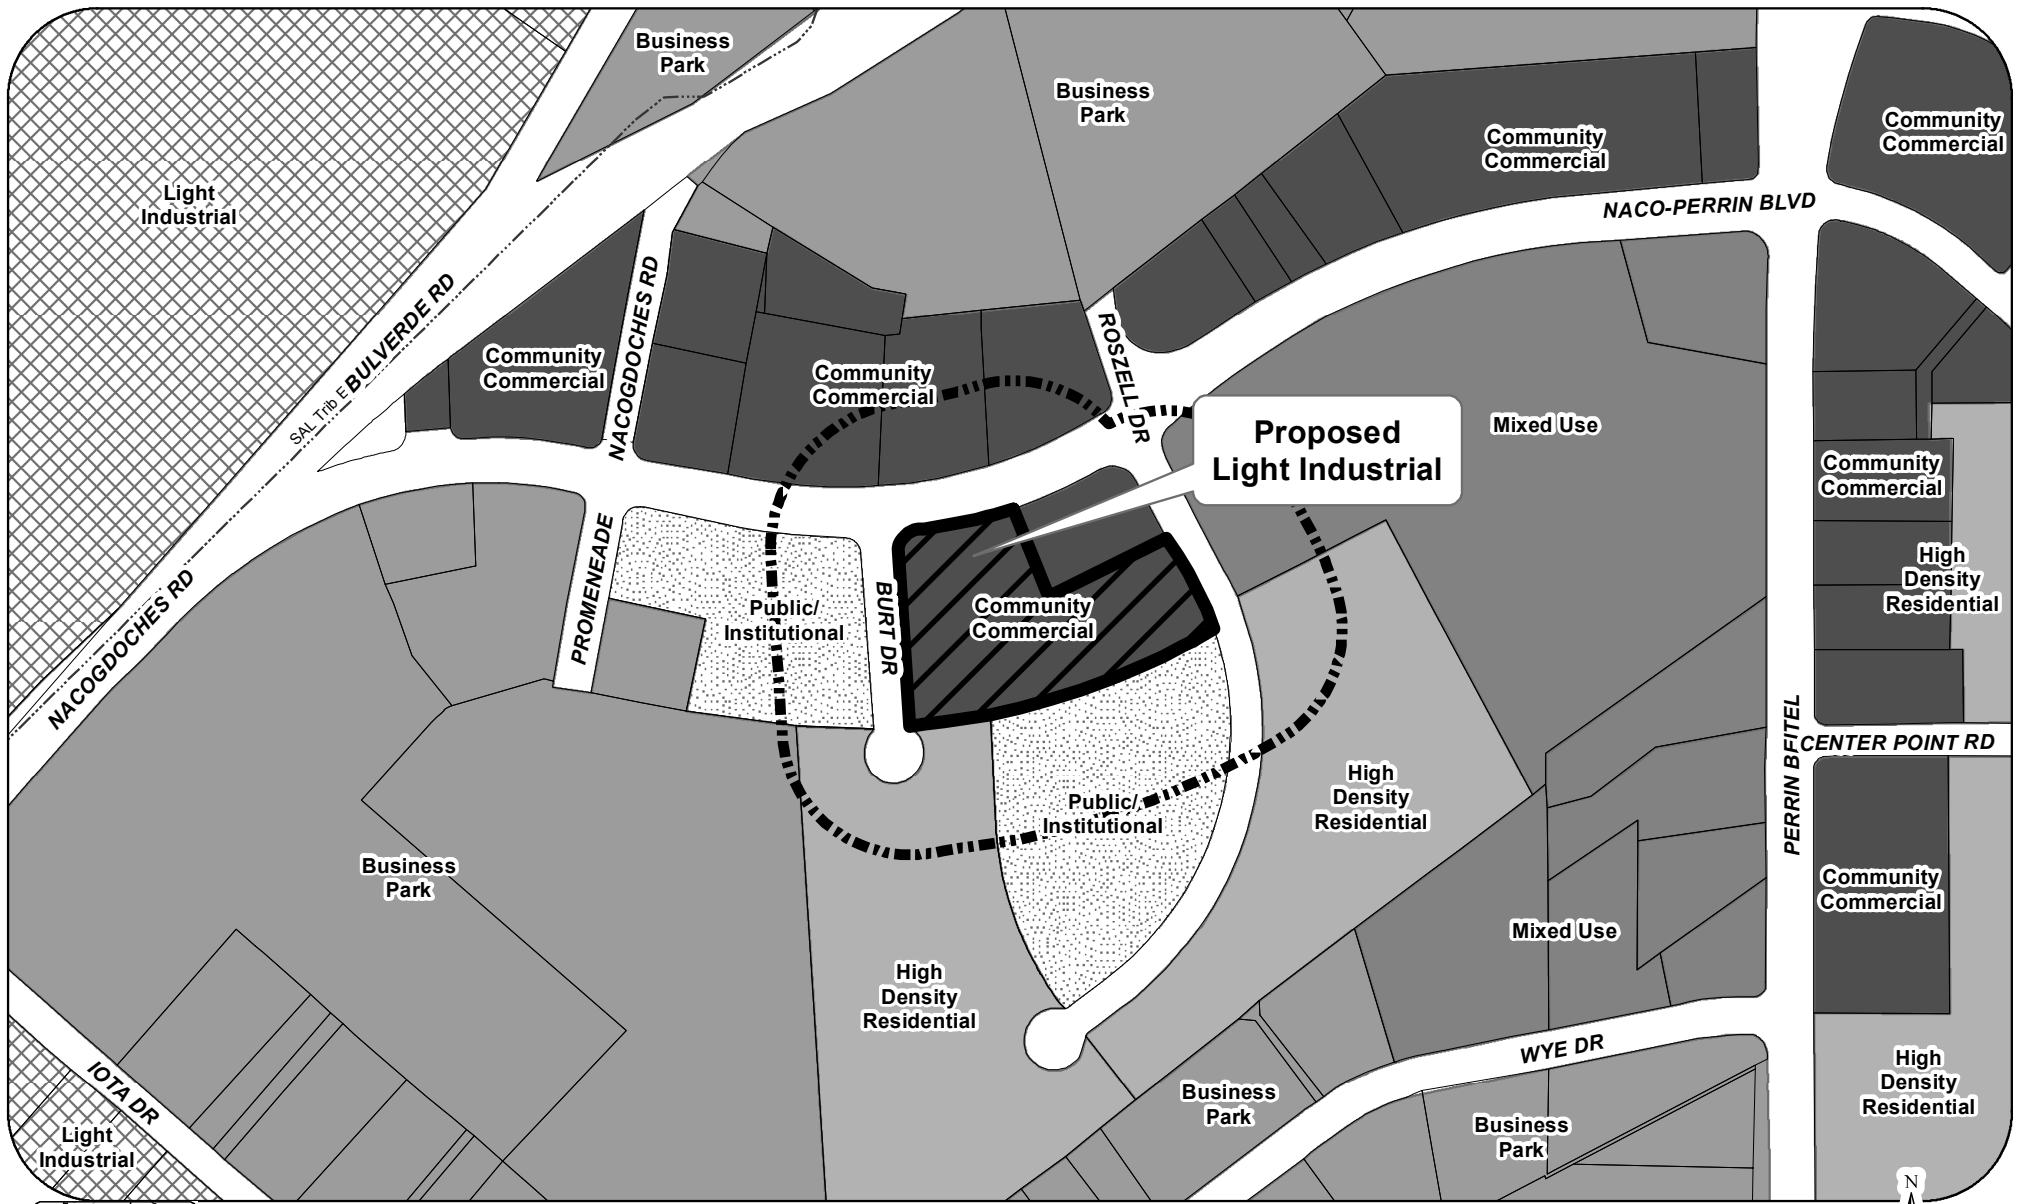 Business
Park
Business
Park
Community
Commercial
Community
Commercial
Light
Industrial
NACO-PERRIN BLVD
SAL Trib E
BULVERDE RD
NACOGDOCHES RD
ROSZELL DR
Community
Commercial
Community
Commercial
Proposed
Light Industrial
Mixed Use
Community
Commercial
High
Density
Residential
NACOGDOCHES RD
PROMENEADE
Public/
Institutional
BURT DR
Community
Commercial
PERRIN BEITEL
CENTER POINT RD
High
Density
Residential
Public/
Institutional
Business
Park
Community
Commercial
Mixed Use
High
Density
Residential
WYE DR
IOTA DR
Light
Industrial
Business
Park
Business
Park
High
Density
Residential
N